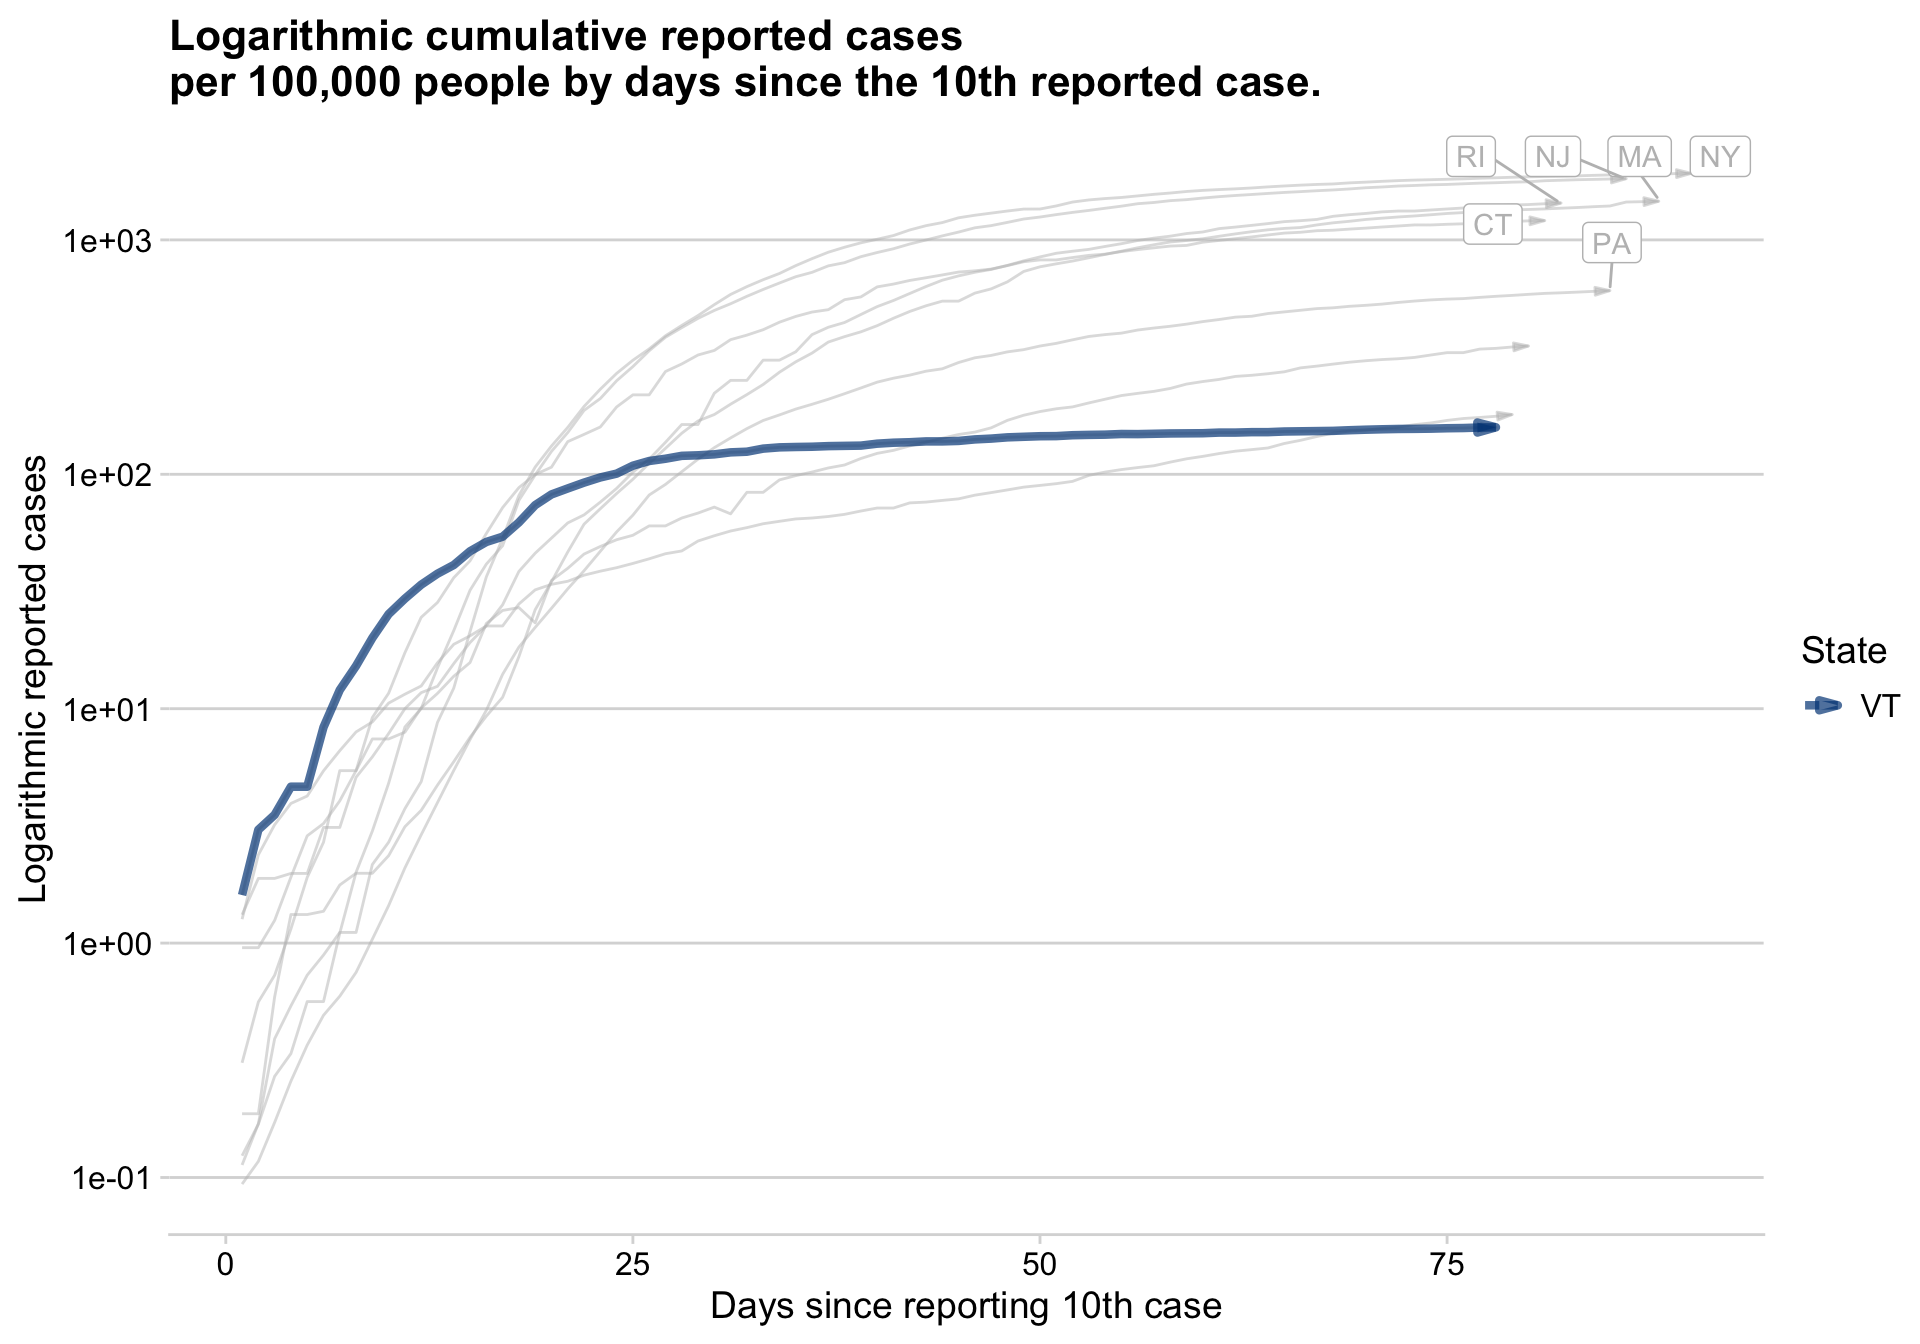 Logarithmic cumulative reported cases
per 100,000 people by days since the 10th reported case.
RI
NJ
MA
NY
CT
PA
1e+03
1e+02
1e+01
1e+00
1e-01
Logarithmic reported cases
0
25
50
75
Days since reporting 10th case
State
VT